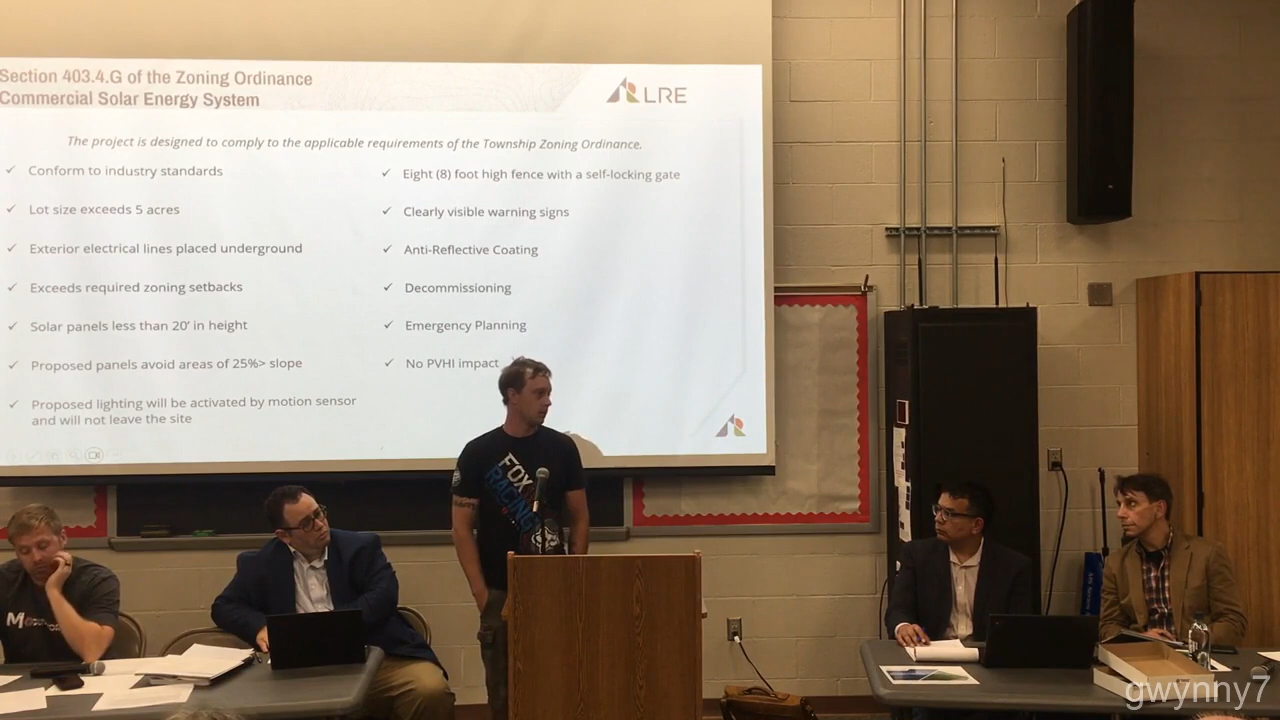 Section 403.4.G of the Zoning Ordinance
Commercial Solar Energy System
LRE
The project is designed to comply to the applicable requirements of the Township Zoning Ordinance.
✓ Conform to industry standards
✓ Lot size exceeds 5 acres
✓ Exterior electrical lines placed underground
✓ Exceeds required zoning setbacks
✓ Solar panels less than 20' in height
✓ Proposed panels avoid areas of 25%> slope
✓ Proposed lighting will be activated by motion sensor
and will not leave the site
✓ Eight (8) foot high fence with a self-locking gate
✓ Clearly visible warning signs
✓ Anti-Reflective Coating
✓ Decommissioning
✓ Emergency Planning
✓ No PVHI impact
FOX
RACING
gwynny7